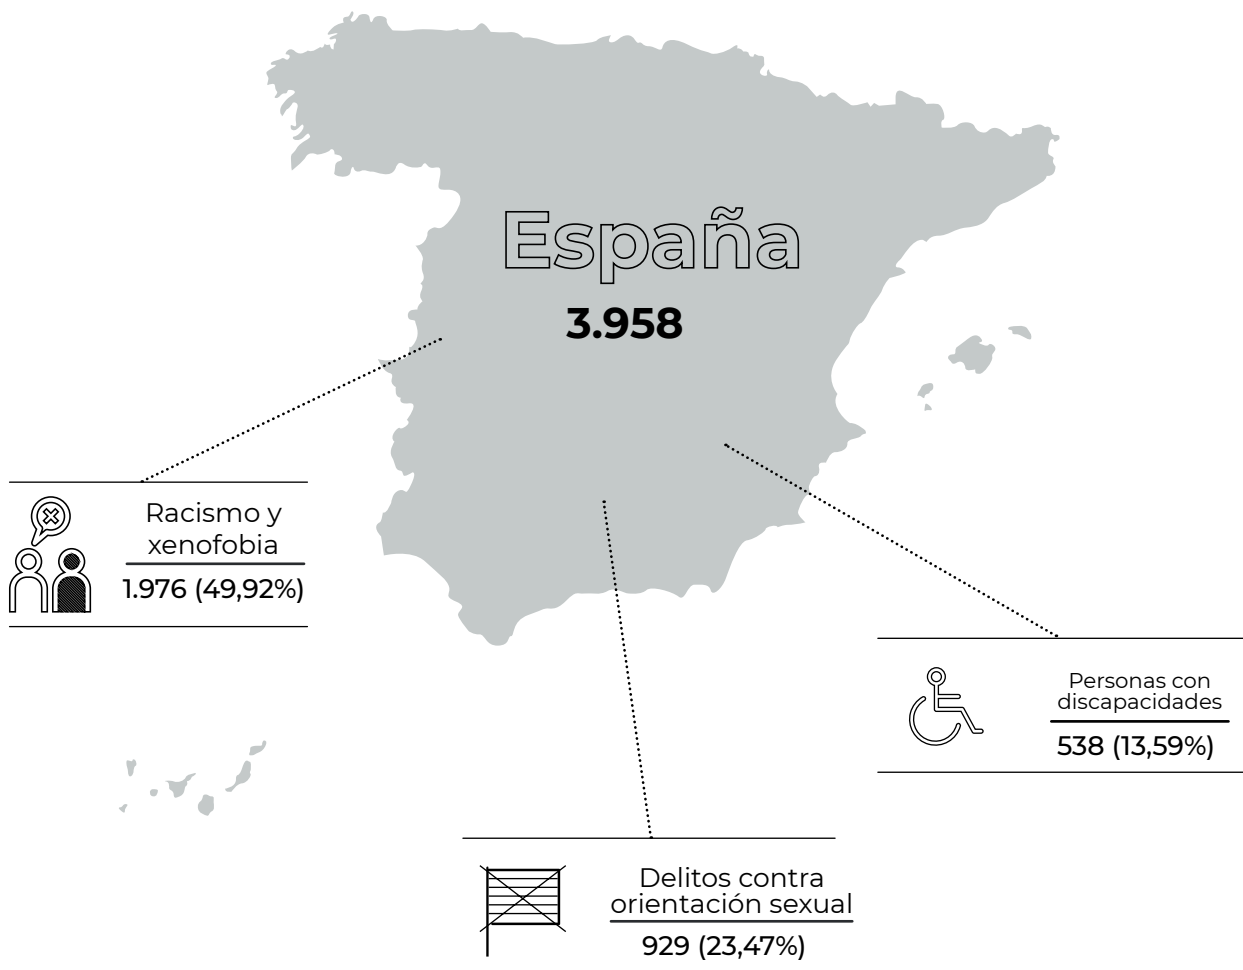 España
3.958
Racismo y
xenofobia
1.976 (49,92%)
Personas con
discapacidades
538 (13,59%)
Delitos contra
orientación sexual
929 (23,47%)